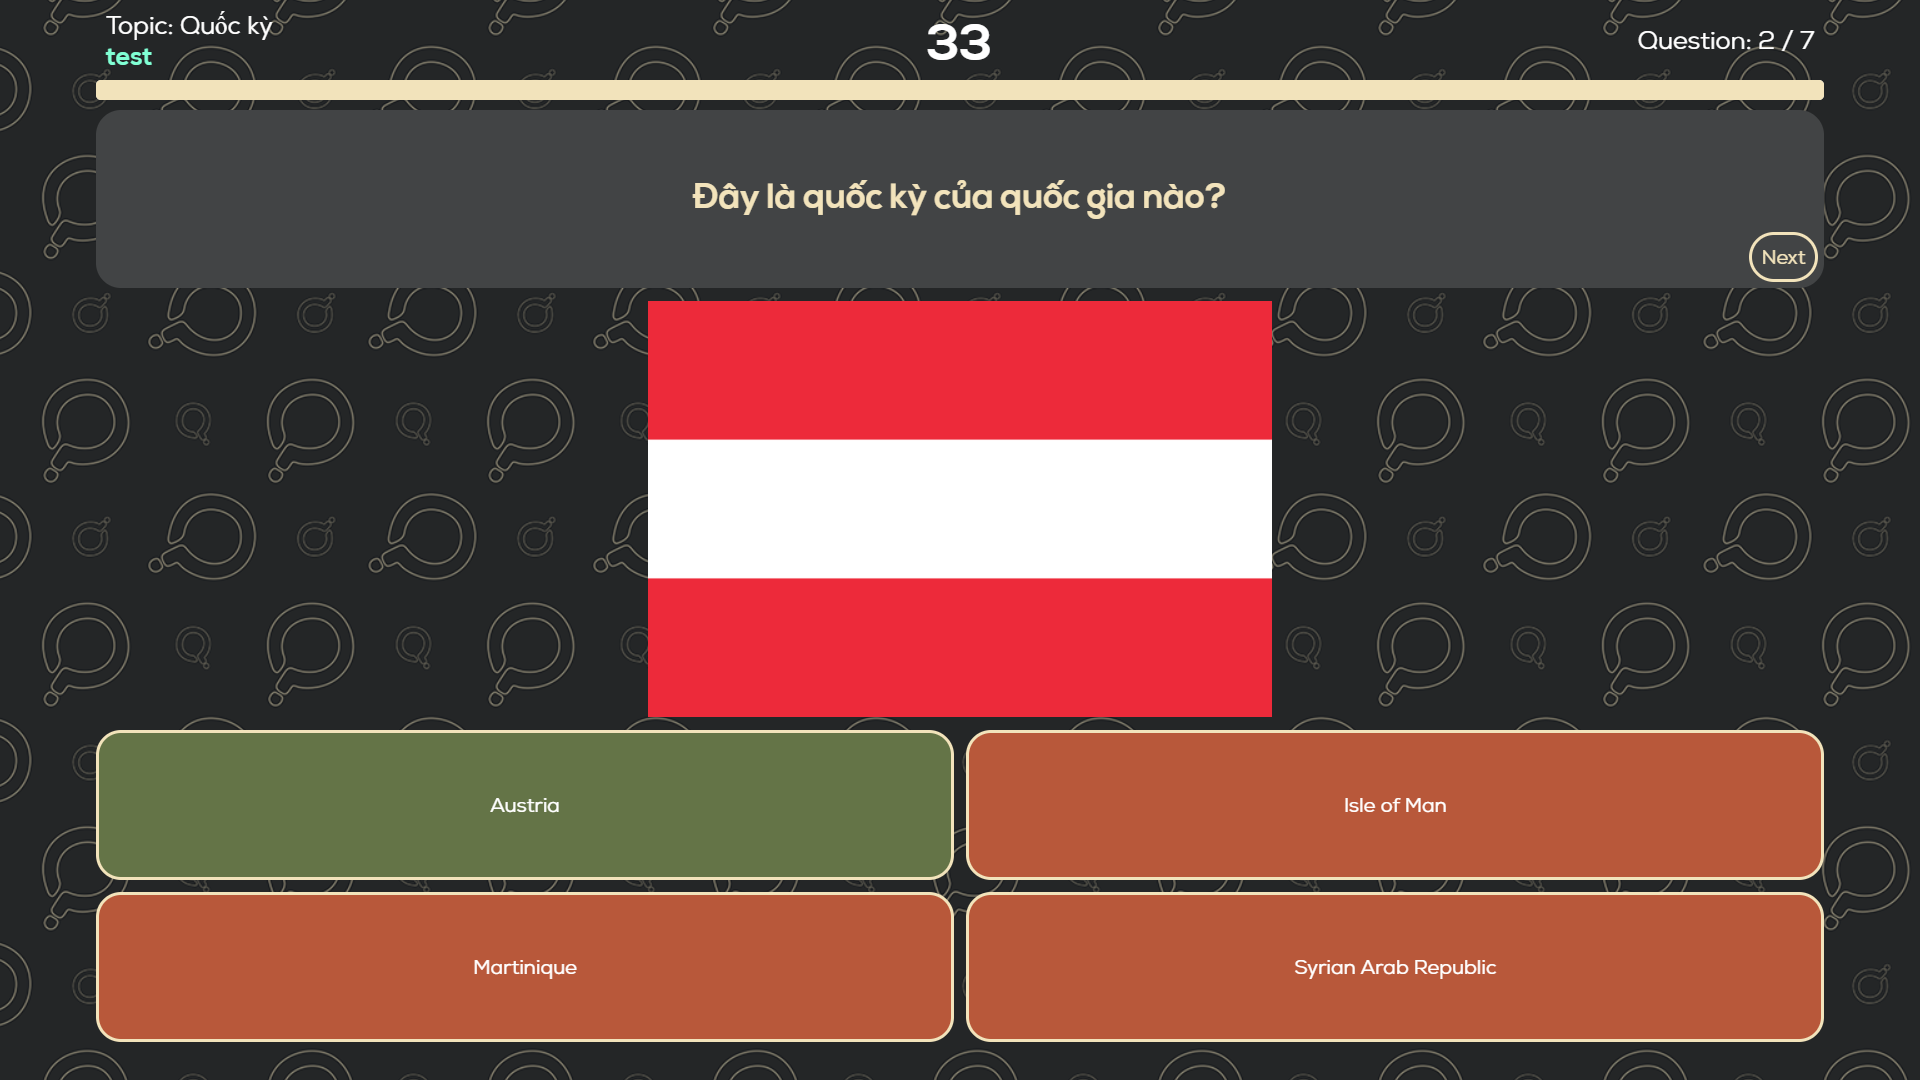 Topic: Quốc kỳ
test
33
Question: 2 / 7
Đây là quốc kỳ của quốc gia nào?
Next
Austria
Isle of Man
Martinique
Syrian Arab Republic